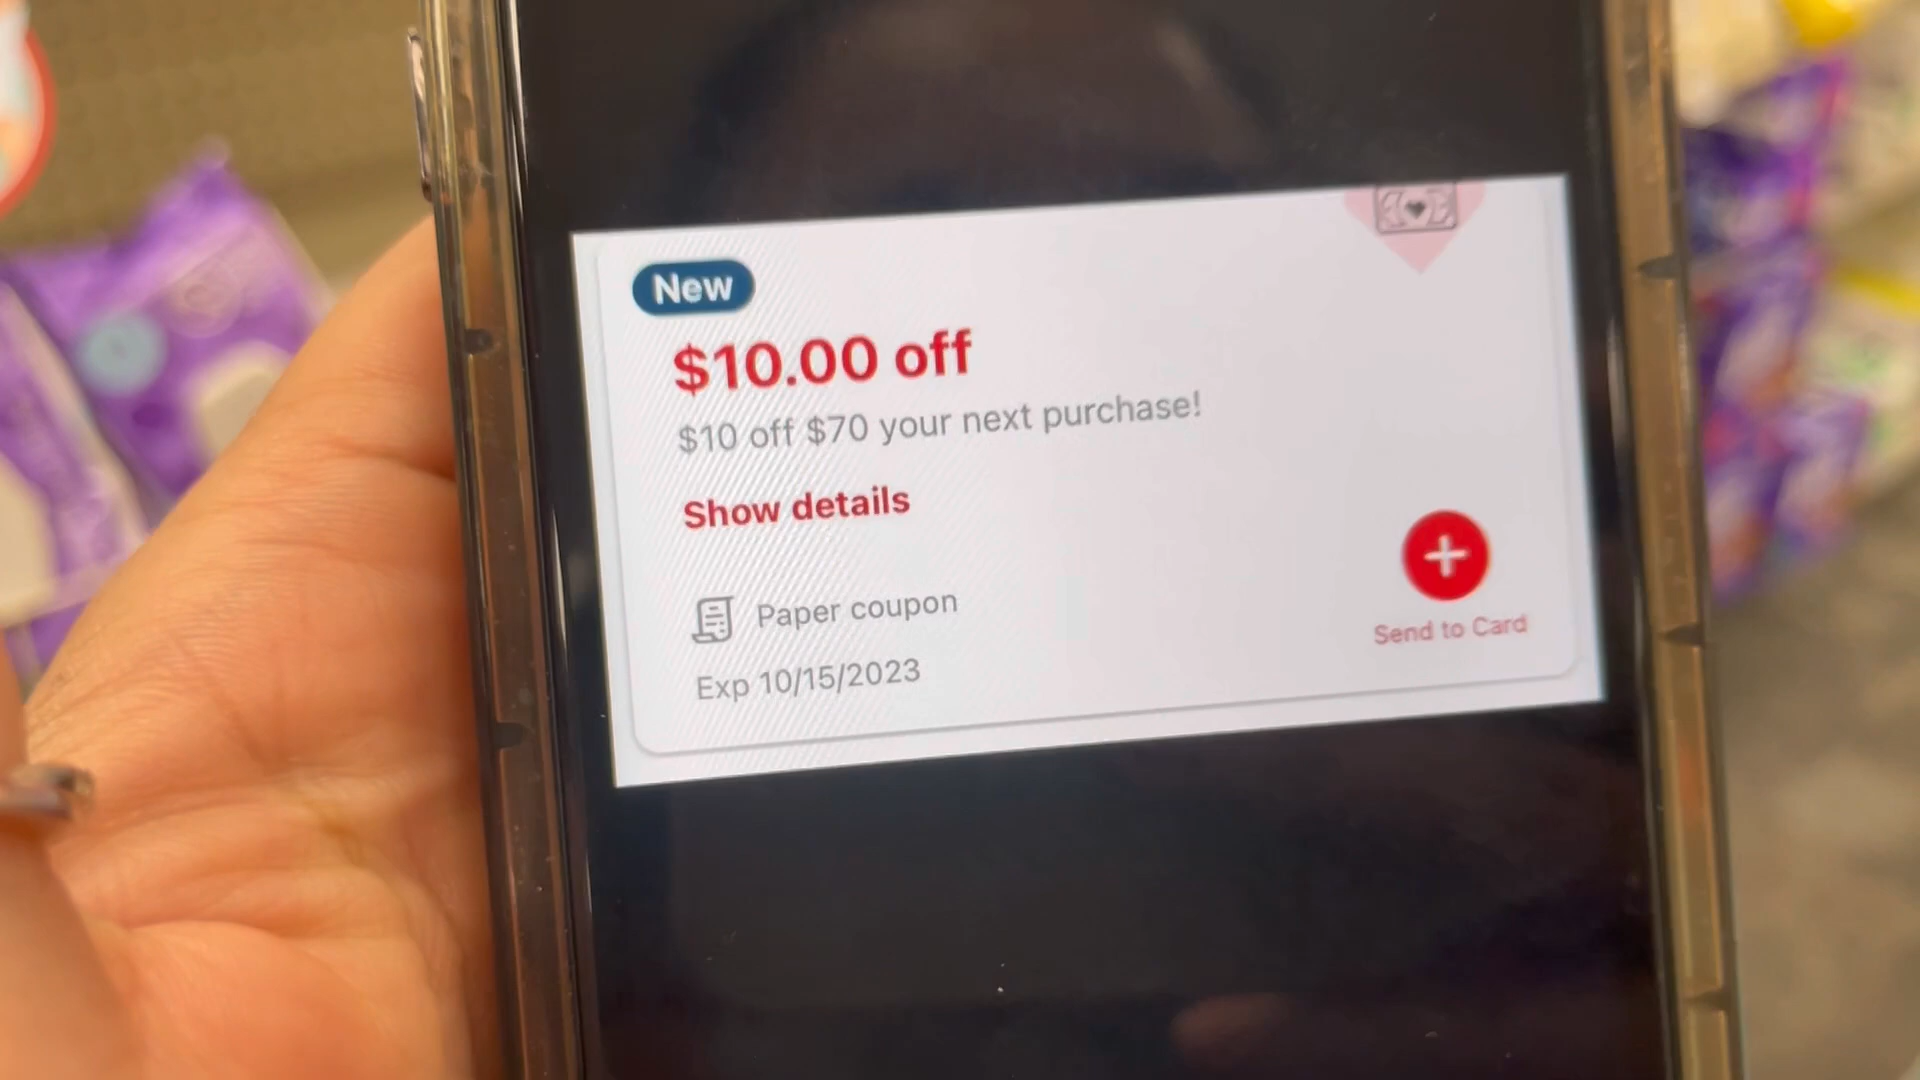 New
$10.00 off
$10 off $70 your next purchase!
Show details
Paper coupon
Send to Card
Exp 10/15/2023